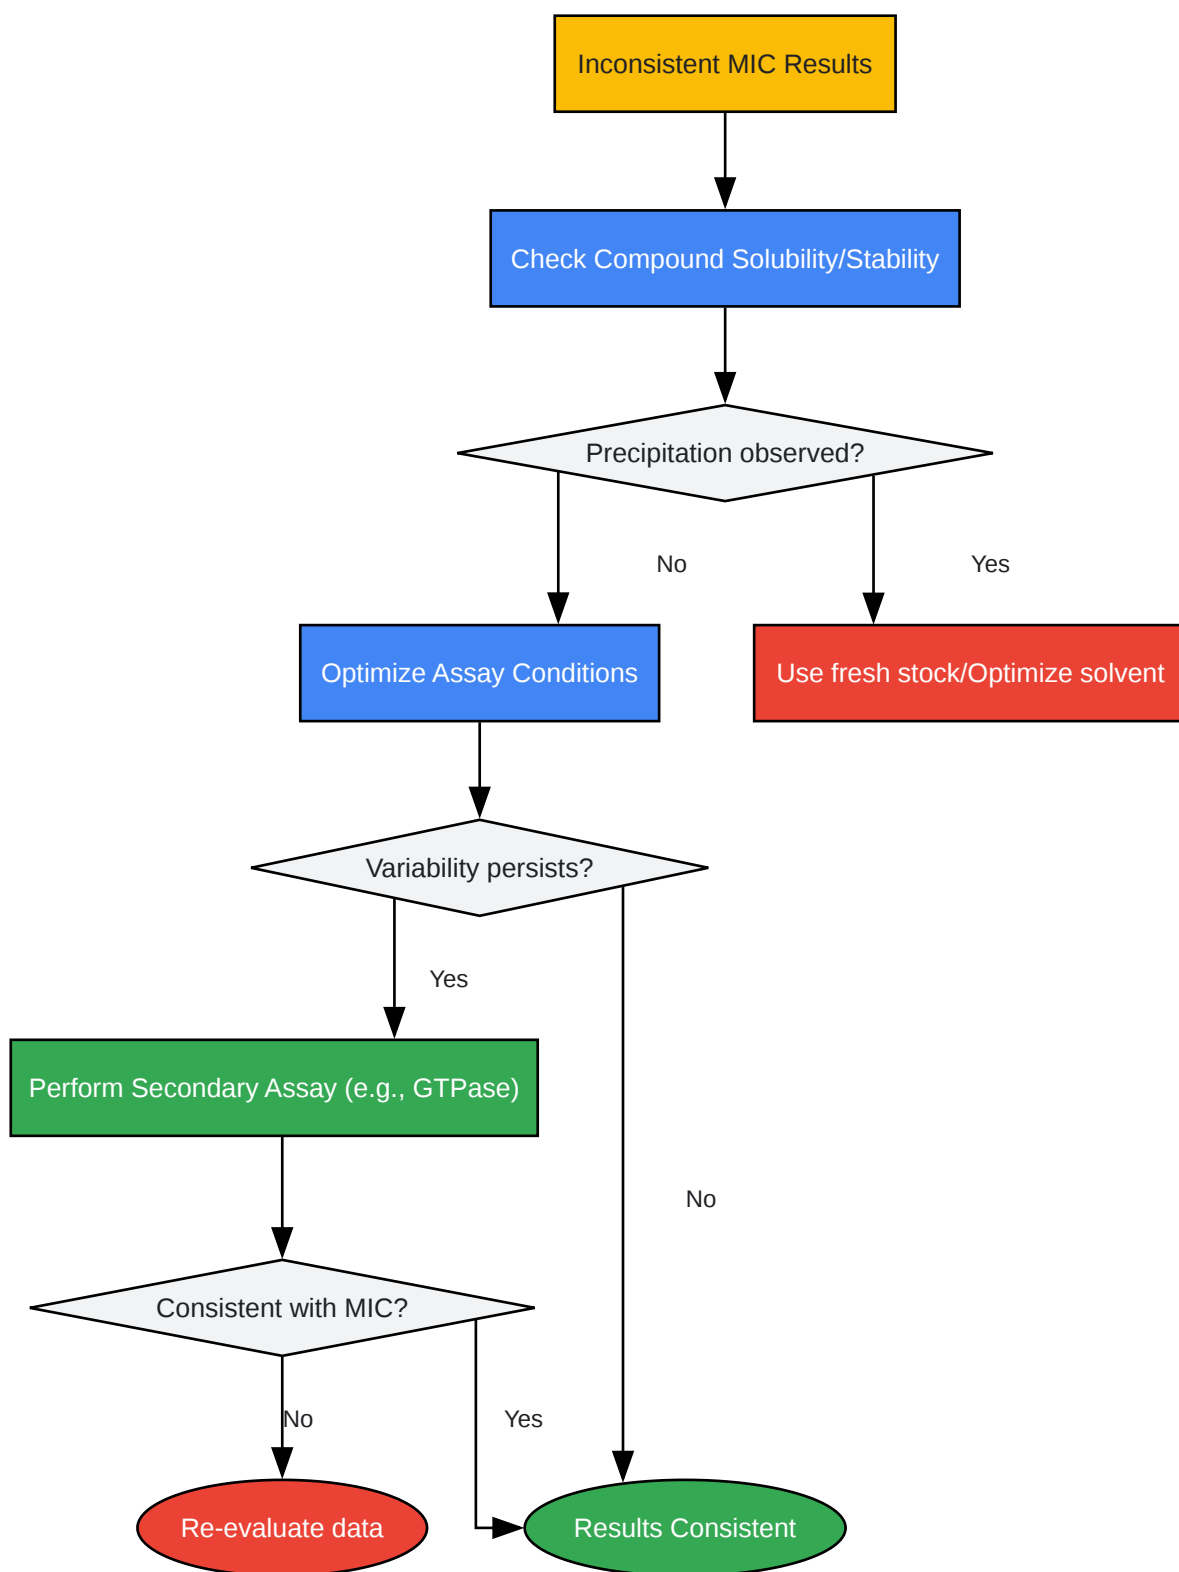 Inconsistent MIC Results
Check Compound Solubility/Stability
Precipitation observed?
No
Yes
Optimize Assay Conditions
Use fresh stock/Optimize solvent
Variability persists?
Yes
Perform Secondary Assay (e.g., GTPase)
No
Consistent with MIC?
No
Yes
Re-evaluate data
Results Consistent